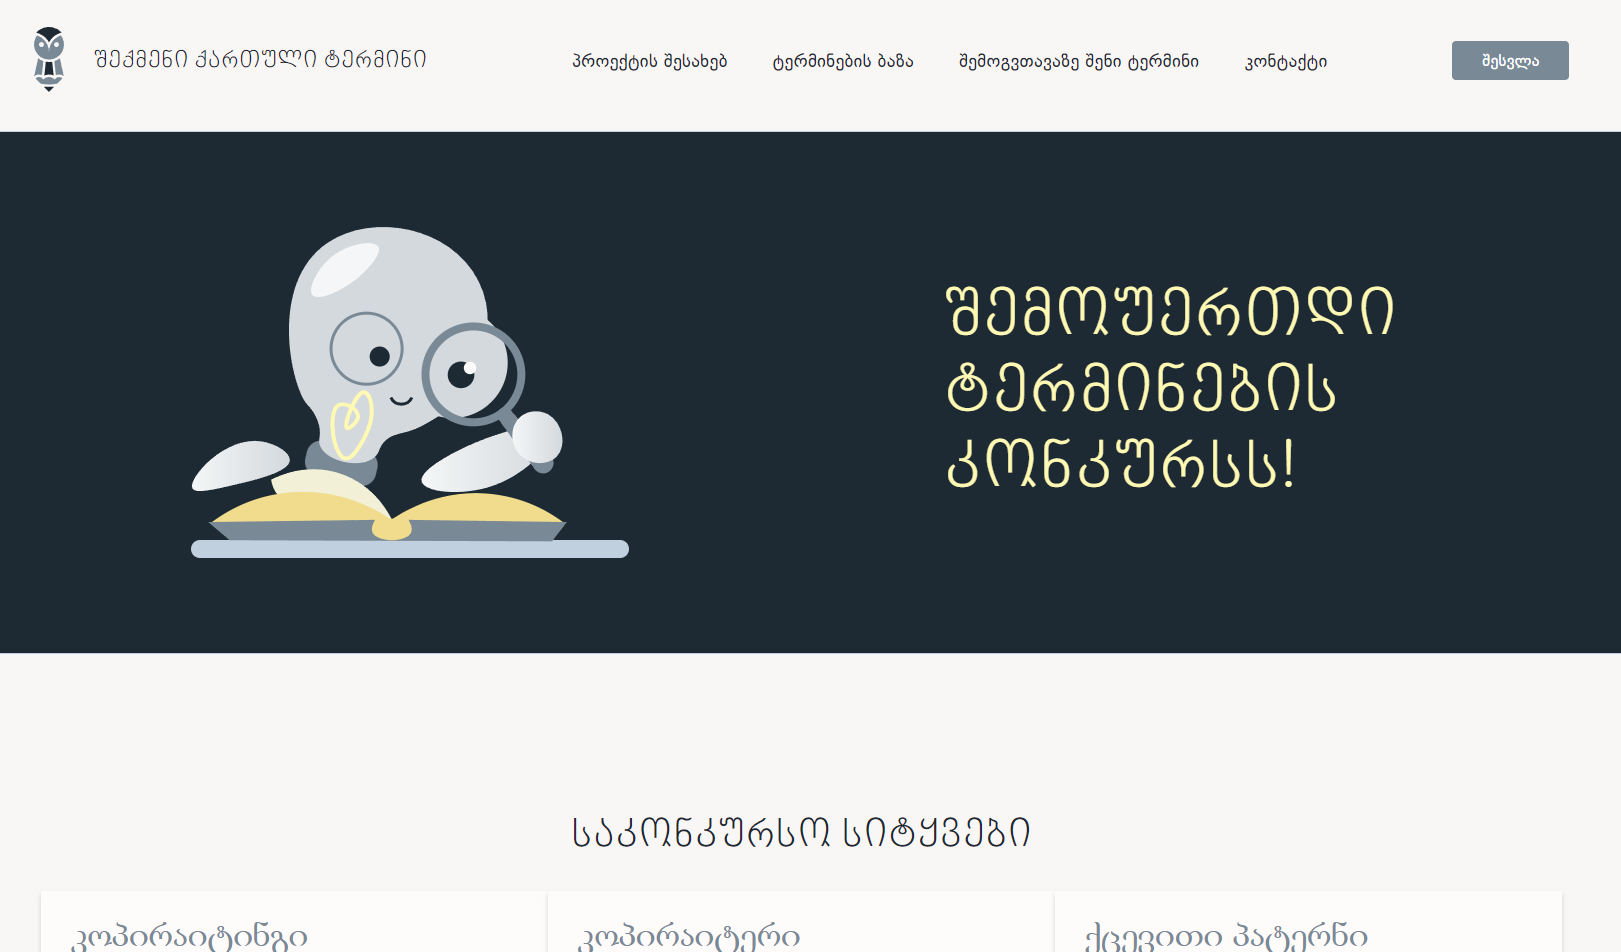 შექმენი ქართული ტერმინი
პროექტის შესახებ
ტერმინების ბაზა
შემოგვთავაზე შენი ტერმინი
კონტაქტი
შესვლა
შემოუერთდი
ტერმინების
კონკურსს!
საკონკურსო სიტყვები
კოპირაიტინგი
კოპირაიტერი
ქცევითი პატერნი